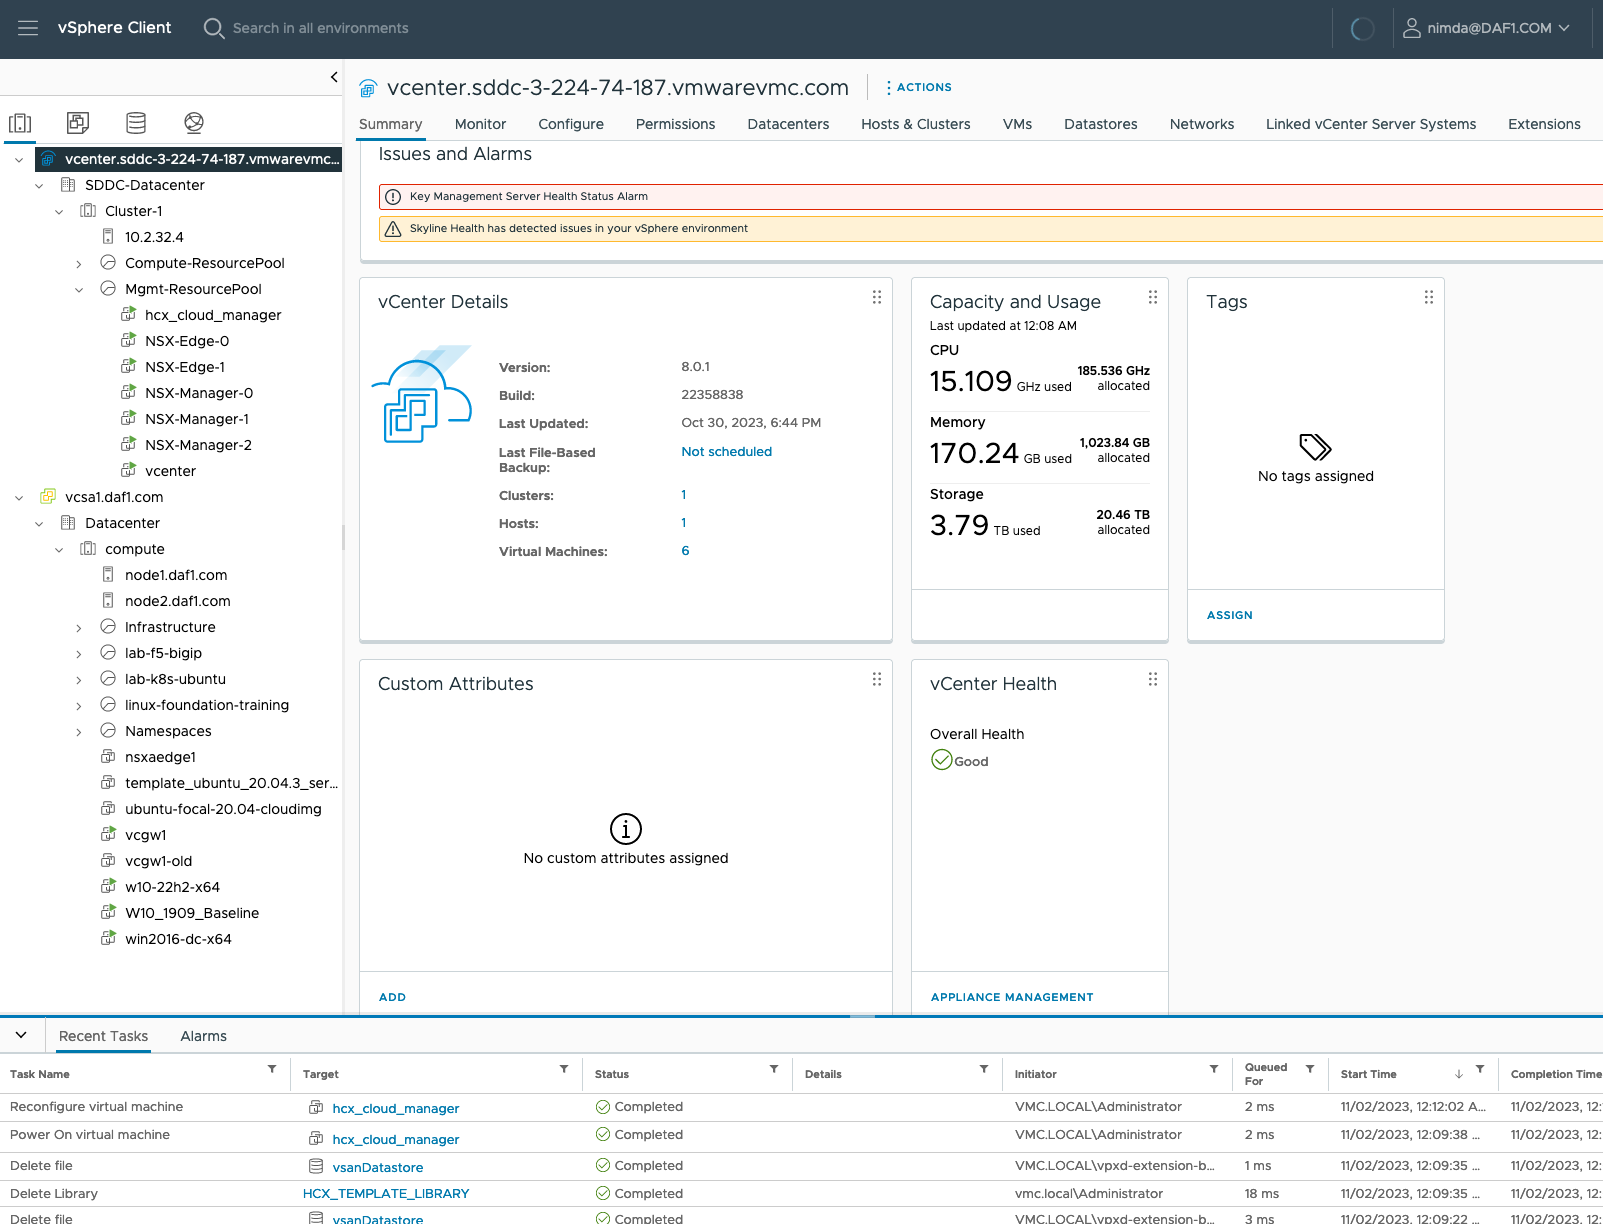 vSphere Client
Search in all environments
nimda@DAF1.COM
vcenter.sddc-3-224-74-187.vmwarevmc.com
ACTIONS
Summary Monitor Configure Permissions Datacenters Hosts & Clusters VMs Datastores Networks Linked vCenter Server Systems Extensions
vcenter.sddc-3-224-74-187.vmwarevmc...
SDDC-Datacenter
Cluster-1
10.2.32.4
Compute-ResourcePool
Mgmt-ResourcePool
hcx_cloud_manager
NSX-Edge-0
NSX-Edge-1
NSX-Manager-0
NSX-Manager-1
NSX-Manager-2
vcenter
vcsa1.daf1.com
Datacenter
compute
node1.daf1.com
node2.daf1.com
Infrastructure
lab-f5-bigip
lab-k8s-ubuntu
linux-foundation-training
Namespaces
nsxaedge1
template_ubuntu_20.04.3_ser...
ubuntu-focal-20.04-cloudimg
vcgw1
vcgw1-old
w10-22h2-x64
W10_1909_Baseline
win2016-dc-x64
Issues and Alarms
Key Management Server Health Status Alarm
Skyline Health has detected issues in your vSphere environment
vCenter Details
Version: 8.0.1
Build: 22358838
Last Updated: Oct 30, 2023, 6:44 PM
Last File-Based Not scheduled
Backup:
Clusters: 1
Hosts: 1
Virtual Machines: 6
Capacity and Usage
Last updated at 12:08 AM
CPU
15.109 GHz used 185.536 GHz
allocated
Memory
170.24 GB used 1,023.84 GB
allocated
Storage
3.79 TB used 20.46 TB
allocated
Tags
No tags assigned
ASSIGN
Custom Attributes
No custom attributes assigned
ADD
vCenter Health
Overall Health
Good
APPLIANCE MANAGEMENT
Recent Tasks Alarms
Task Name Target Status Details Initiator Queued For Start Time Completion Time
Reconfigure virtual machine hcx_cloud_manager Completed VMC.LOCAL\Administrator 2 ms 11/02/2023, 12:12:02 A... 11/02/2023, 12:
Power On virtual machine hcx_cloud_manager Completed VMC.LOCAL\Administrator 2 ms 11/02/2023, 12:09:38 ... 11/02/2023, 12:
Delete file vsanDatastore Completed VMC.LOCAL\vpxd-extension-b... 1 ms 11/02/2023, 12:09:35 ... 11/02/2023, 12:
Delete Library HCX_TEMPLATE_LIBRARY Completed vmc.local\Administrator 18 ms 11/02/2023, 12:09:35 ... 11/02/2023, 12:
Delete file vsanDatastore Completed VMC.LOCAL\vpxd-extension-b... 3 ms 11/02/2023, 12:09:22 ... 11/02/2023, 12: